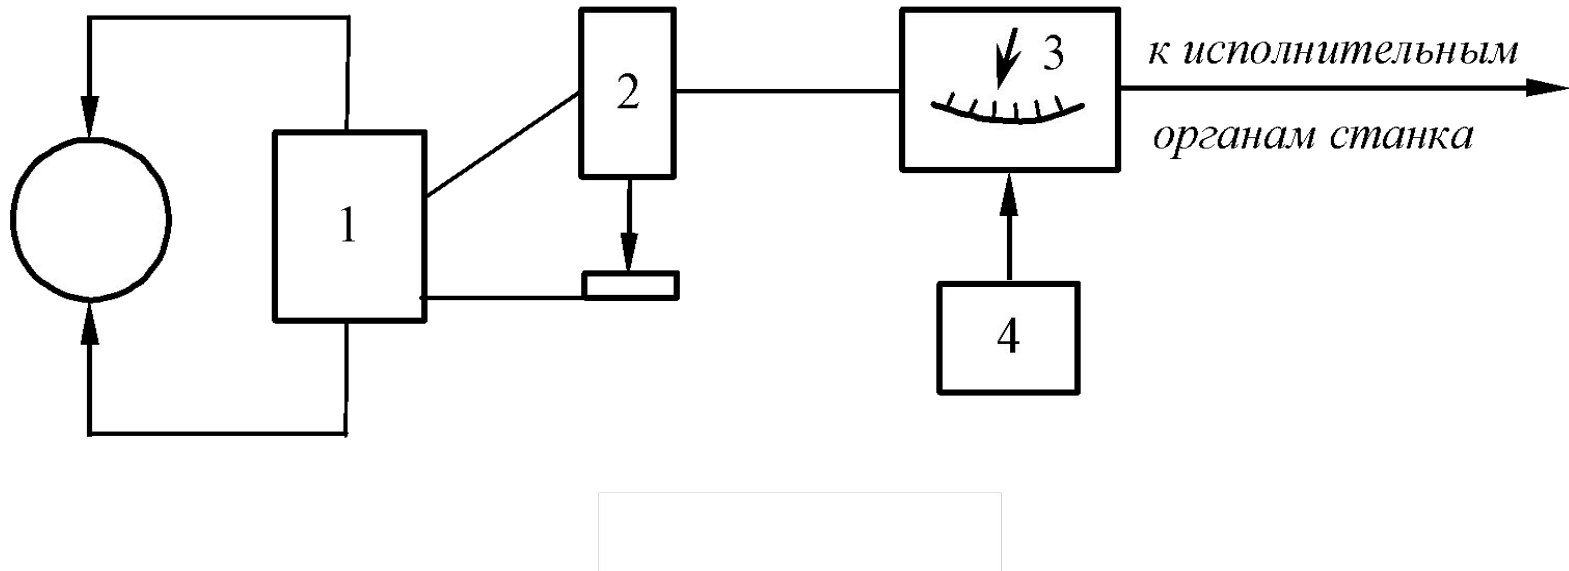 2
3
к исполнительным
органам станка
1
4